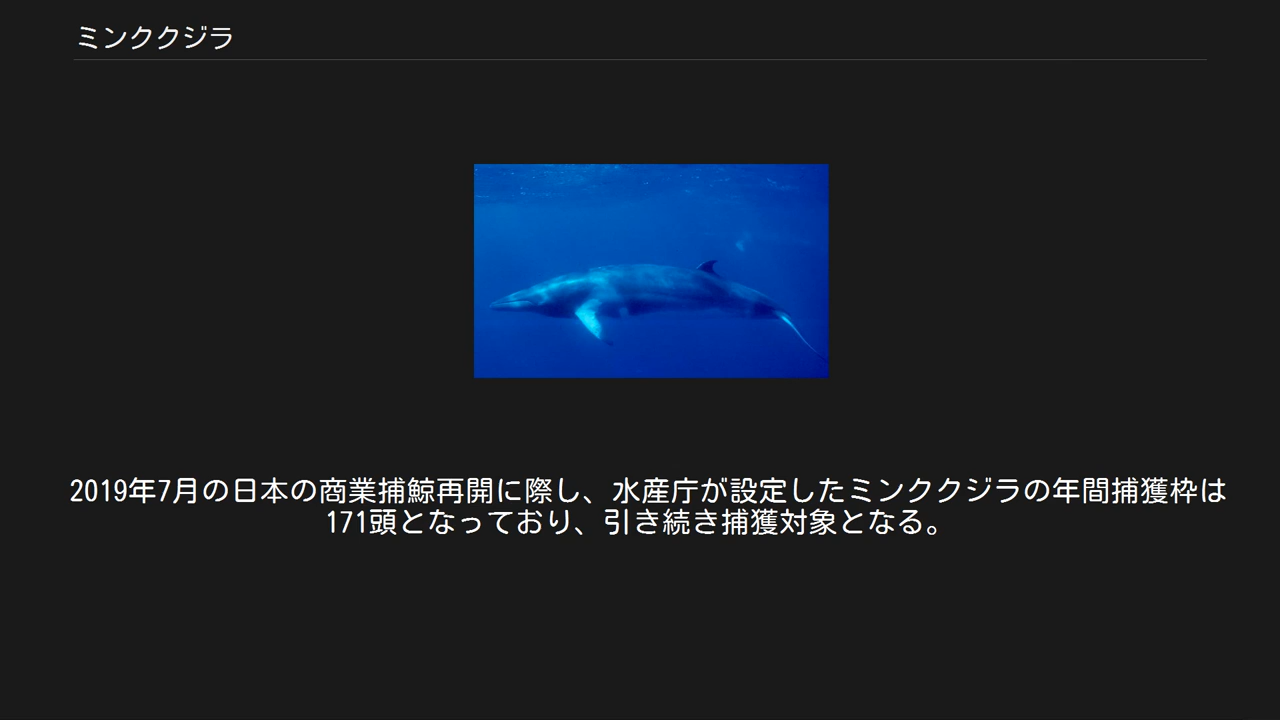 ミンククジラ
2019年7月の日本の商業捕鯨再開に際し、水産庁が設定したミンククジラの年間捕獲枠は
171頭となっており、引き続き捕獲対象となる。